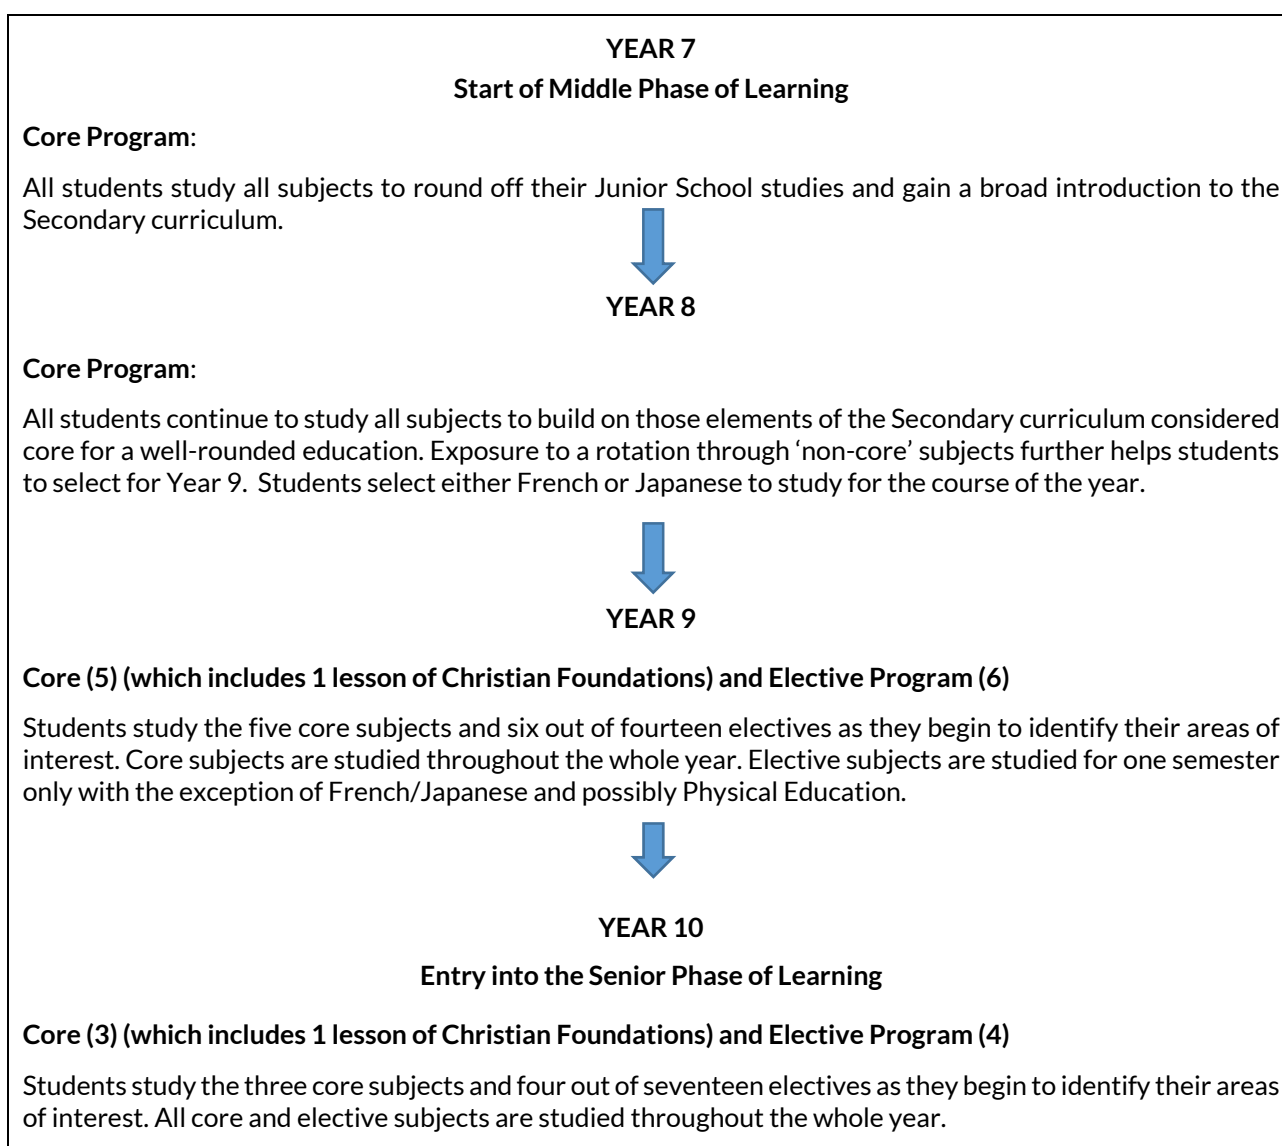 YEAR 7
Start of Middle Phase of Learning
Core Program:
All students study all subjects to round off their Junior School studies and gain a broad introduction to the
Secondary curriculum.
YEAR 8
Core Program:
All students continue to study all subjects to build on those elements of the Secondary curriculum considered
core for a well-rounded education. Exposure to a rotation through ‘non-core’ subjects further helps students
to select for Year 9.  Students select either French or Japanese to study for the course of the year.
YEAR 9
Core (5) (which includes 1 lesson of Christian Foundations) and Elective Program (6)
Students study the five core subjects and six out of fourteen electives as they begin to identify their areas of
interest. Core subjects are studied throughout the whole year. Elective subjects are studied for one semester
only with the exception of French/Japanese and possibly Physical Education.
YEAR 10
Entry into the Senior Phase of Learning
Core (3) (which includes 1 lesson of Christian Foundations) and Elective Program (4)
Students study the three core subjects and four out of seventeen electives as they begin to identify their areas
of interest. All core and elective subjects are studied throughout the whole year.